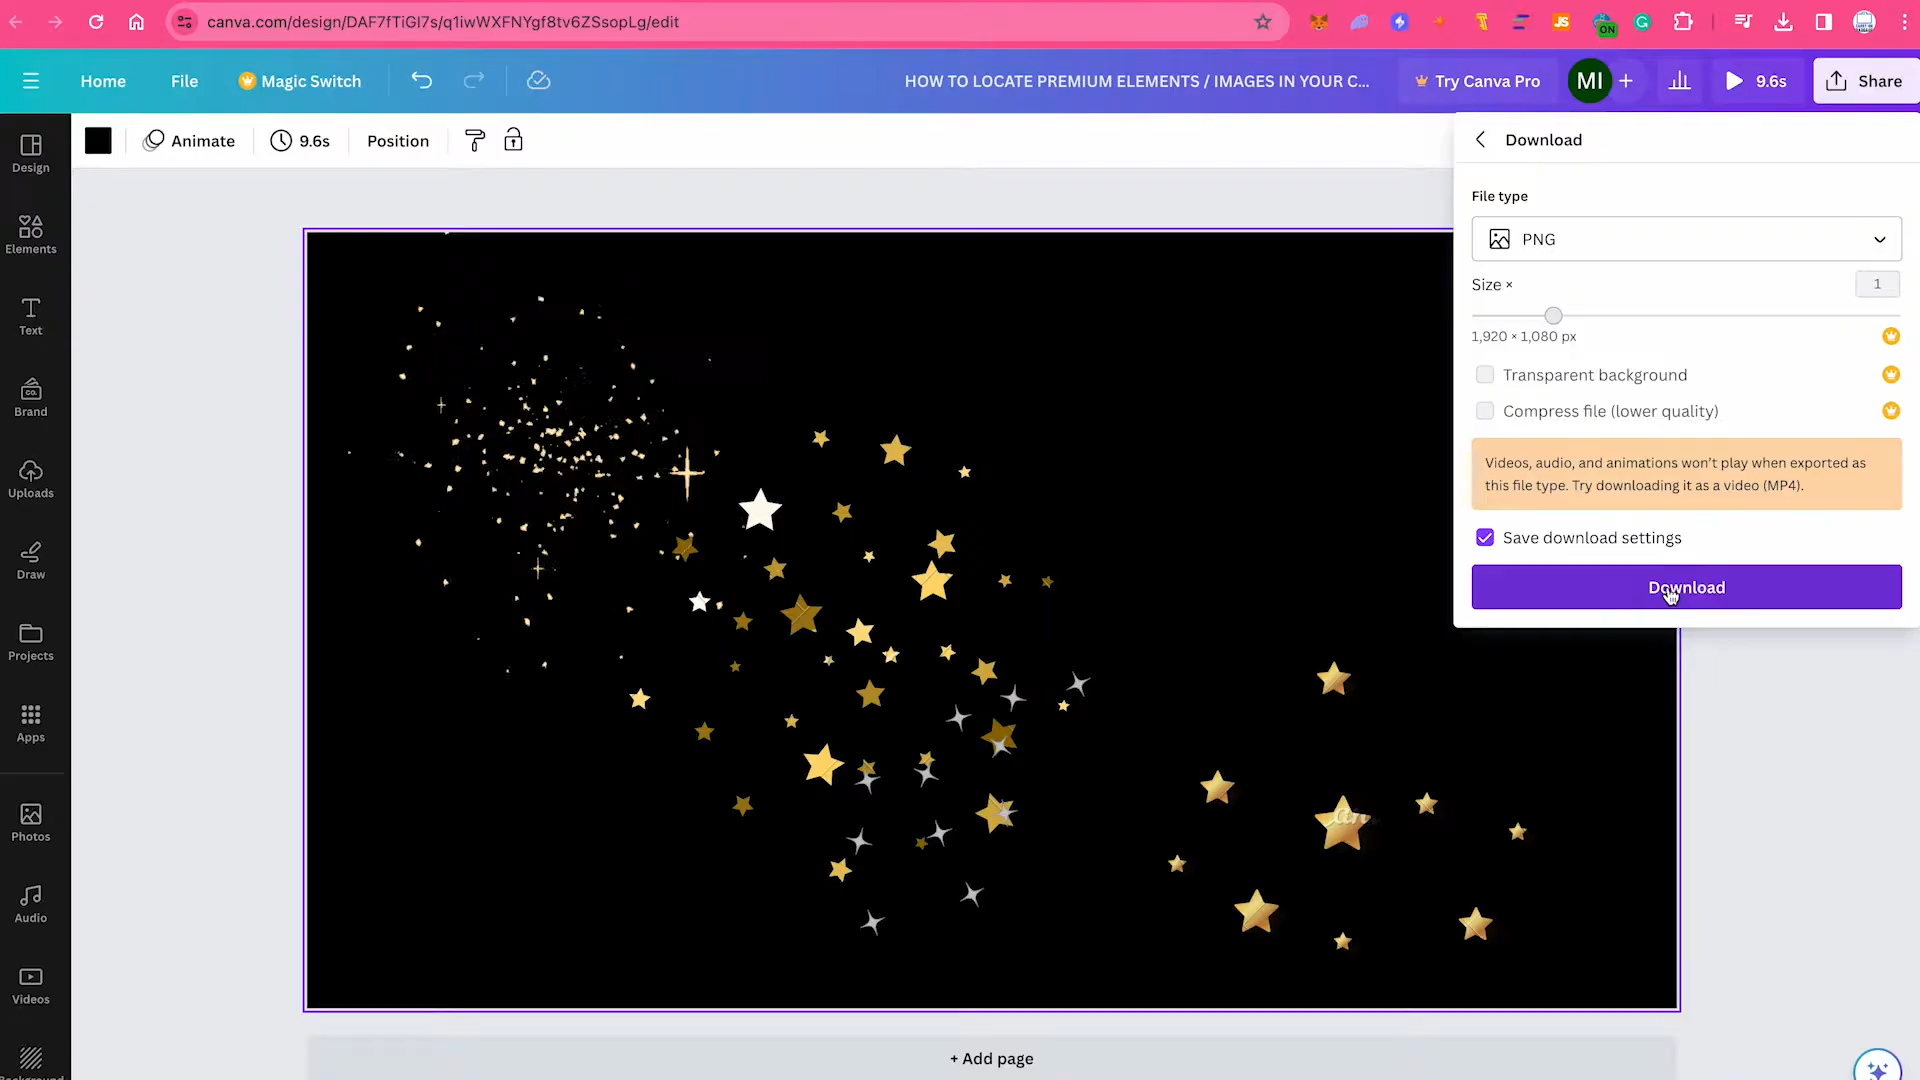 canva.com/design/DAF7fTiGI7s/q1iwWXFNYgf8tv6ZSsopLg/edit
JS
ON
Home
File
Magic Switch
HOW TO LOCATE PREMIUM ELEMENTS / IMAGES IN YOUR C...
Try Canva Pro
MI
9.6s
Share
Animate
9.6s
Position
Download
Design
Elements
Text
Brand
CO.
Uploads
Draw
Projects
Apps
Photos
Audio
Videos
File type
PNG
Size ×
1
1,920 × 1,080 px
Transparent background
Compress file (lower quality)
Videos, audio, and animations won't play when exported as
this file type. Try downloading it as a video (MP4).
Save download settings
Download
+ Add page